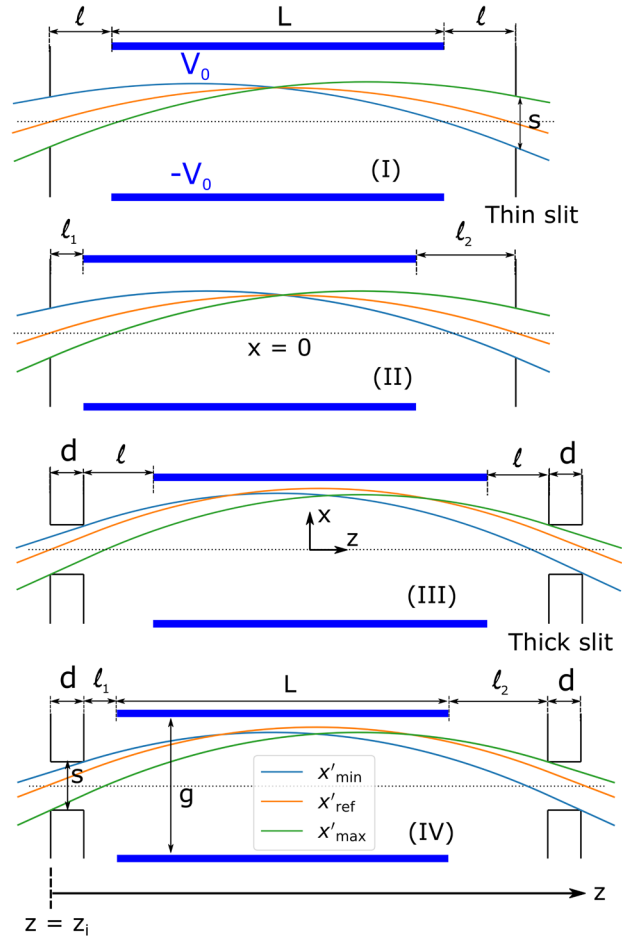 ℓ L ℓ
V₀
s
-V₀ (I)
Thin slit
ℓ₁ ℓ₂
x = 0
(II)
d ℓ ℓ d
x
z
(III)
Thick slit
d ℓ₁ L ℓ₂ d
s
x′min
g x′ref
x′max (IV)
z
z = zᵢ